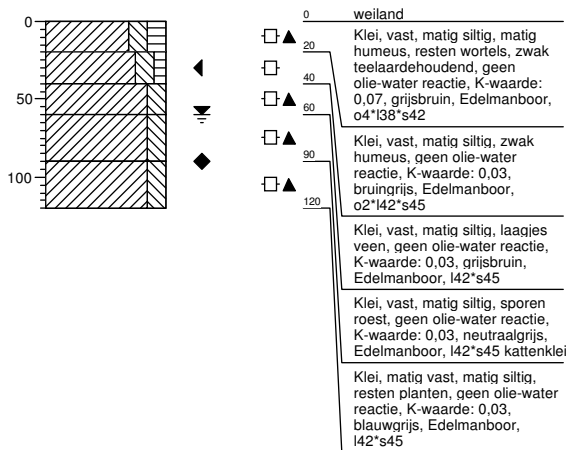 0
50
100
0
20
40
60
90
120
weiland
Klei, vast, matig siltig, matig
humeus, resten wortels, zwak
teelaardehoudend, geen
olie-water reactie, K-waarde:
0,07, grijsbruin, Edelmanboor,
o4*l38*s42
Klei, vast, matig siltig, zwak
humeus, geen olie-water
reactie, K-waarde: 0,03,
bruingrijs, Edelmanboor,
o2*l42*s45
Klei, vast, matig siltig, laagjes
veen, geen olie-water reactie,
K-waarde: 0,03, grijsbruin,
Edelmanboor, l42*s45
Klei, vast, matig siltig, sporen
roest, geen olie-water reactie,
K-waarde: 0,03, neutraalgrijs,
Edelmanboor, l42*s45 kattenklei
Klei, matig vast, matig siltig,
resten planten, geen olie-water
reactie, K-waarde: 0,03,
blauwgrijs, Edelmanboor,
l42*s45